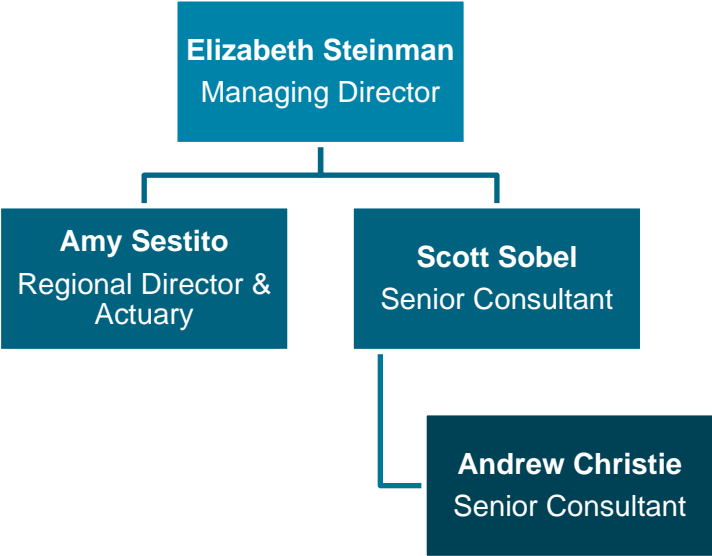 Elizabeth Steinman
Managing Director
Amy Sestito
Regional Director &
Actuary
Scott Sobel
Senior Consultant
Andrew Christie
Senior Consultant